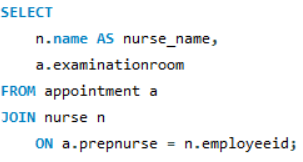 SELECT
    n.name AS nurse_name,
    a.examinationroom
FROM appointment a
JOIN nurse n
    ON a.prepnurse = n.employeeid;